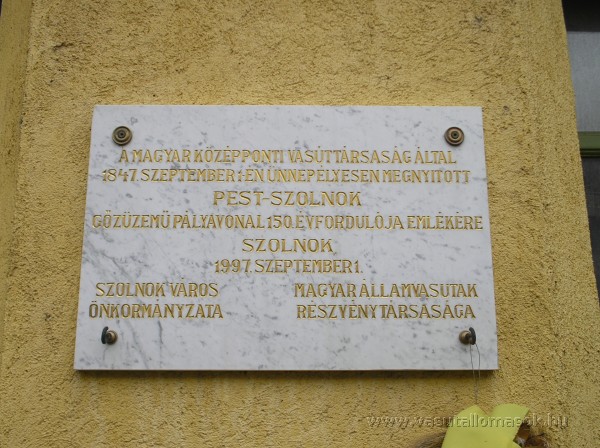 A MAGYAR KÖZÉPPONTI VASÚTTÁRSASÁG ÁLTAL
1847. SZEPTEMBER 1-ÉN ÜNNEPÉLYESEN MEGNYITOTT
PEST-SZOLNOK
GŐZÜZEMŰ PÁLYAVONAL 150. ÉVFORDULÓJA EMLÉKÉRE
SZOLNOK,
1997. SZEPTEMBER 1.
SZOLNOK VÁROS
ÖNKORMÁNYZATA
MAGYAR ÁLLAMVASUTAK
RÉSZVÉNYTÁRSASÁGA
www.vasutallomasok.hu